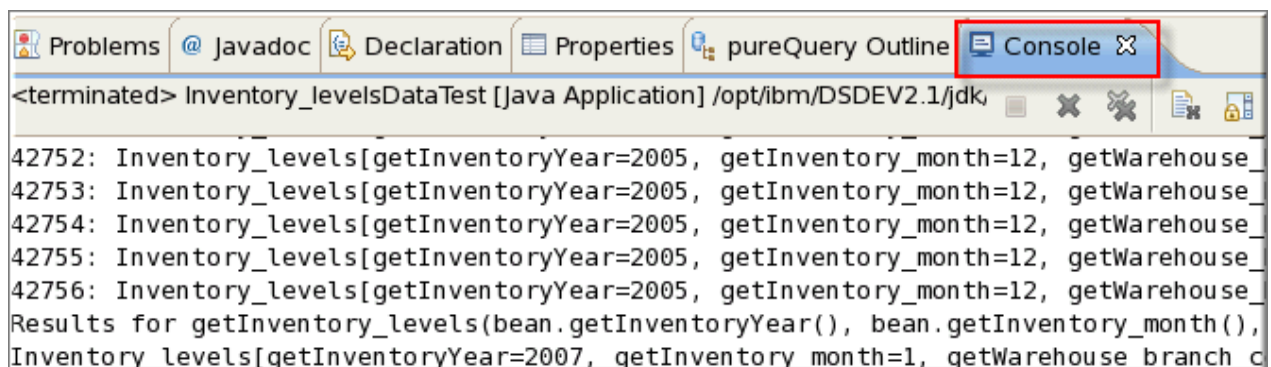 Problems @ Javadoc Declaration Properties pureQuery Outline Console
<terminated> Inventory_levelsDataTest [Java Application] /opt/ibm/DSDEV2.1/jdk/
42752: Inventory_levels[getInventoryYear=2005, getInventory_month=12, getWarehouse_
42753: Inventory_levels[getInventoryYear=2005, getInventory_month=12, getWarehouse_
42754: Inventory_levels[getInventoryYear=2005, getInventory_month=12, getWarehouse_
42755: Inventory_levels[getInventoryYear=2005, getInventory_month=12, getWarehouse_
42756: Inventory_levels[getInventoryYear=2005, getInventory_month=12, getWarehouse_
Results for getInventory_levels(bean.getInventoryYear(), bean.getInventory_month(),
Inventory_levels[getInventoryYear=2007, getInventory_month=1, getWarehouse_branch_c